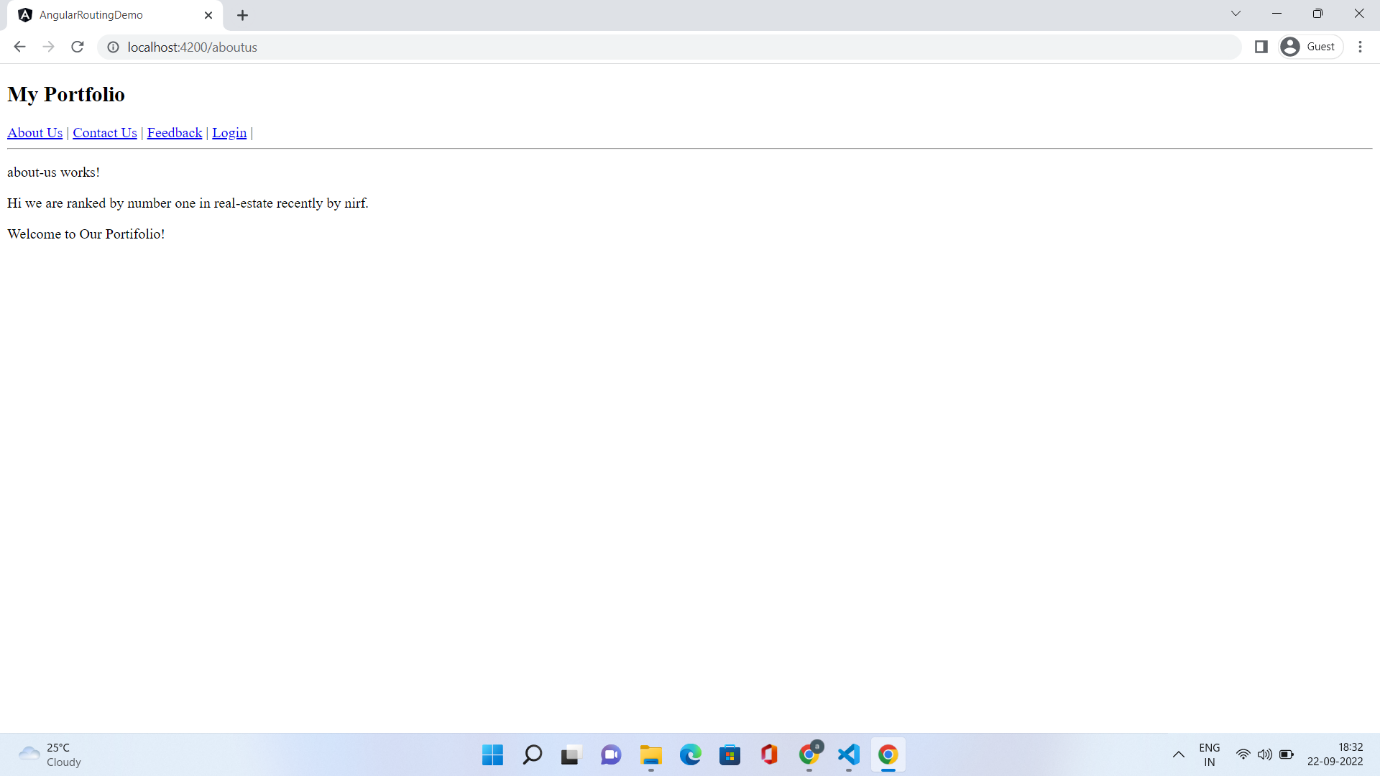 AngularRoutingDemo
localhost:4200/aboutus
Guest
My Portfolio
About Us | Contact Us | Feedback | Login |
about-us works!
Hi we are ranked by number one in real-estate recently by nirf.
Welcome to Our Portifolio!
25°C
Cloudy
a
ENG
IN
18:32
22-09-2022